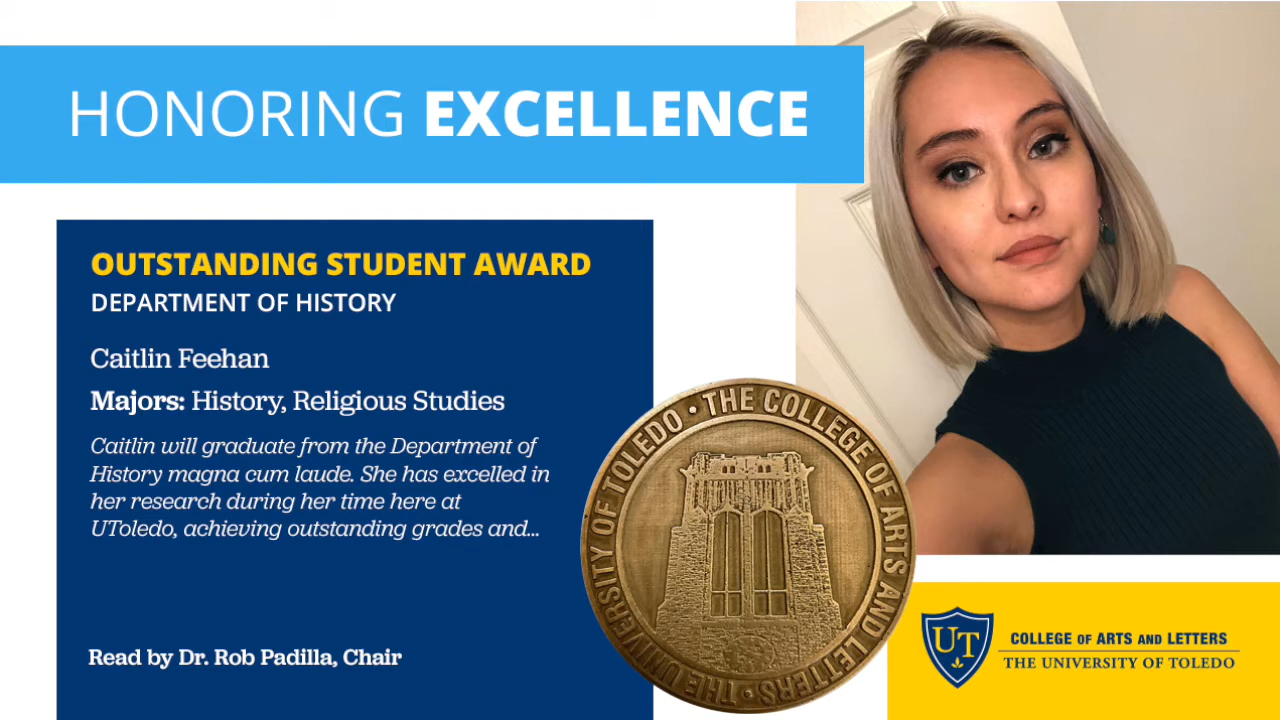 HONORING EXCELLENCE
OUTSTANDING STUDENT AWARD
DEPARTMENT OF HISTORY
Caitlin Feehan
Majors: History, Religious Studies
Caitlin will graduate from the Department of
History magna cum laude. She has excelled in
her research during her time here at
UToledo, achieving outstanding grades and...
Read by Dr. Rob Padilla, Chair
THE UNIVERSITY OF TOLEDO • THE COLLEGE OF ARTS AND LETTERS •
UT
COLLEGE OF ARTS AND LETTERS
THE UNIVERSITY OF TOLEDO